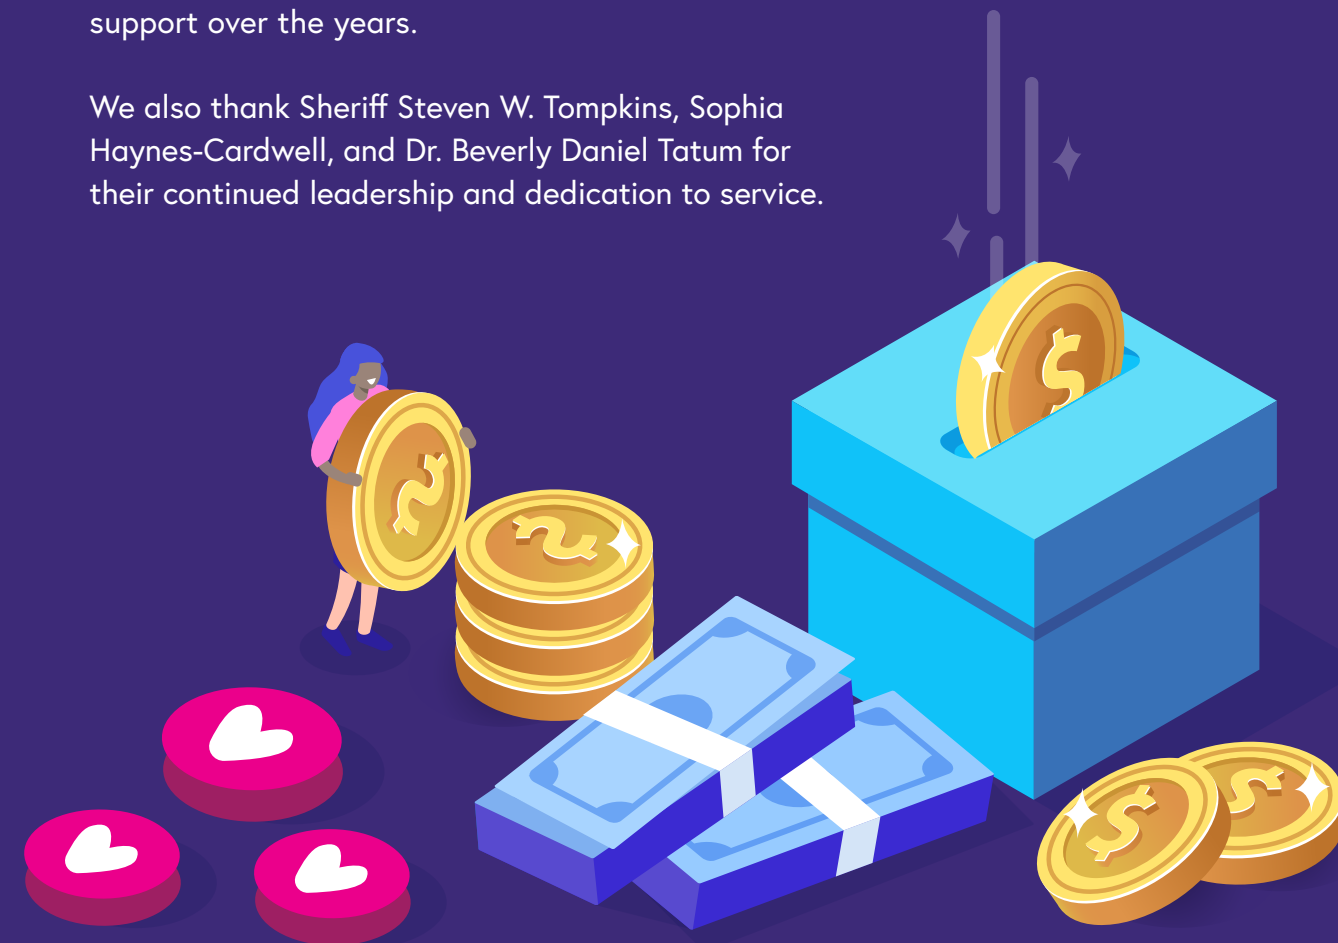 support over the years.
We also thank Sheriff Steven W. Tompkins, Sophia
Haynes-Cardwell, and Dr. Beverly Daniel Tatum for
their continued leadership and dedication to service.
$
$
$
$
$